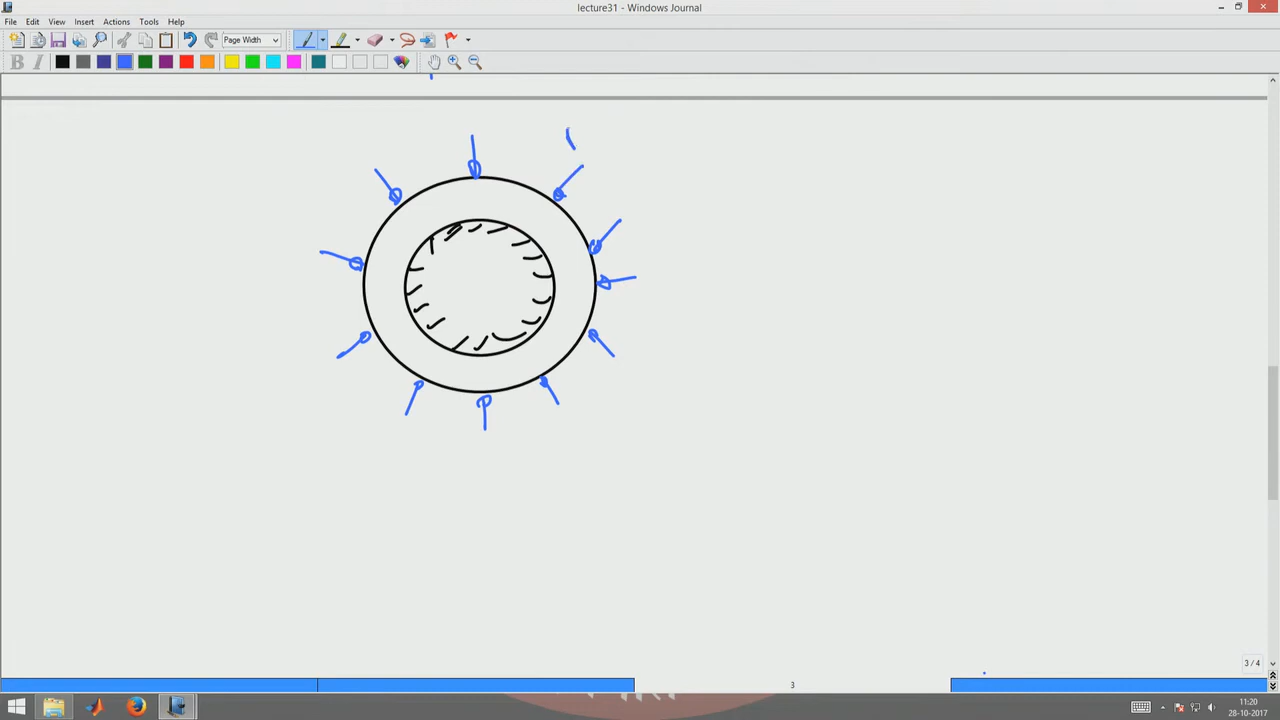 lecture31 - Windows Journal
File Edit View Insert Actions Tools Help
Page Width
B I
3 / 4
3
11:20
28-10-2017